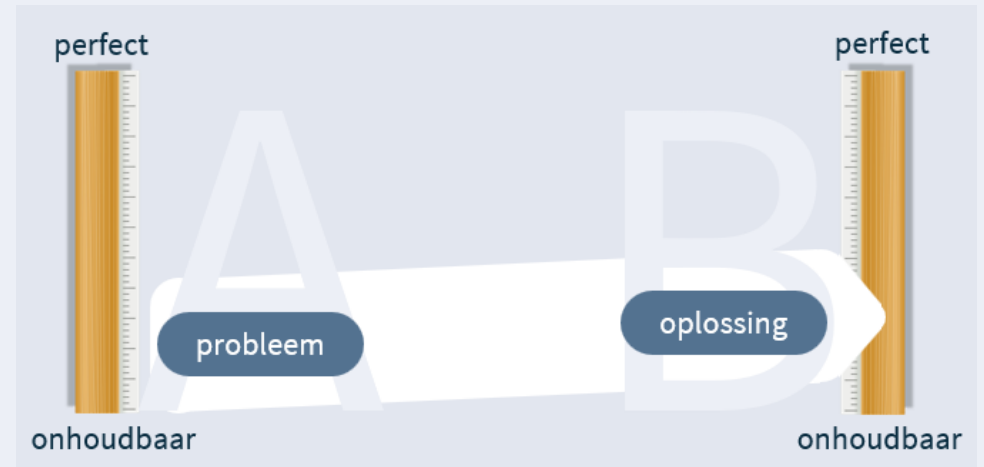 perfect
perfect
A
B
probleem
oplossing
onhoudbaar
onhoudbaar